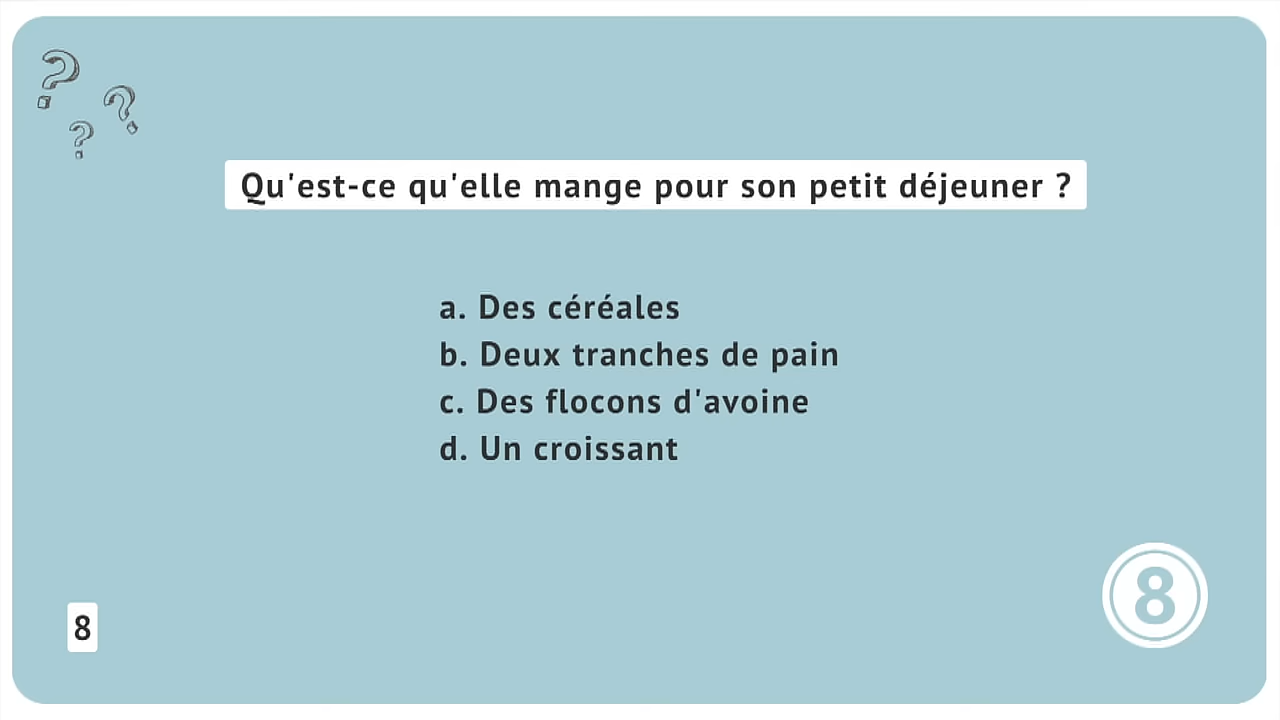 Qu'est-ce qu'elle mange pour son petit déjeuner ?
a. Des céréales
b. Deux tranches de pain
c. Des flocons d'avoine
d. Un croissant
8
8